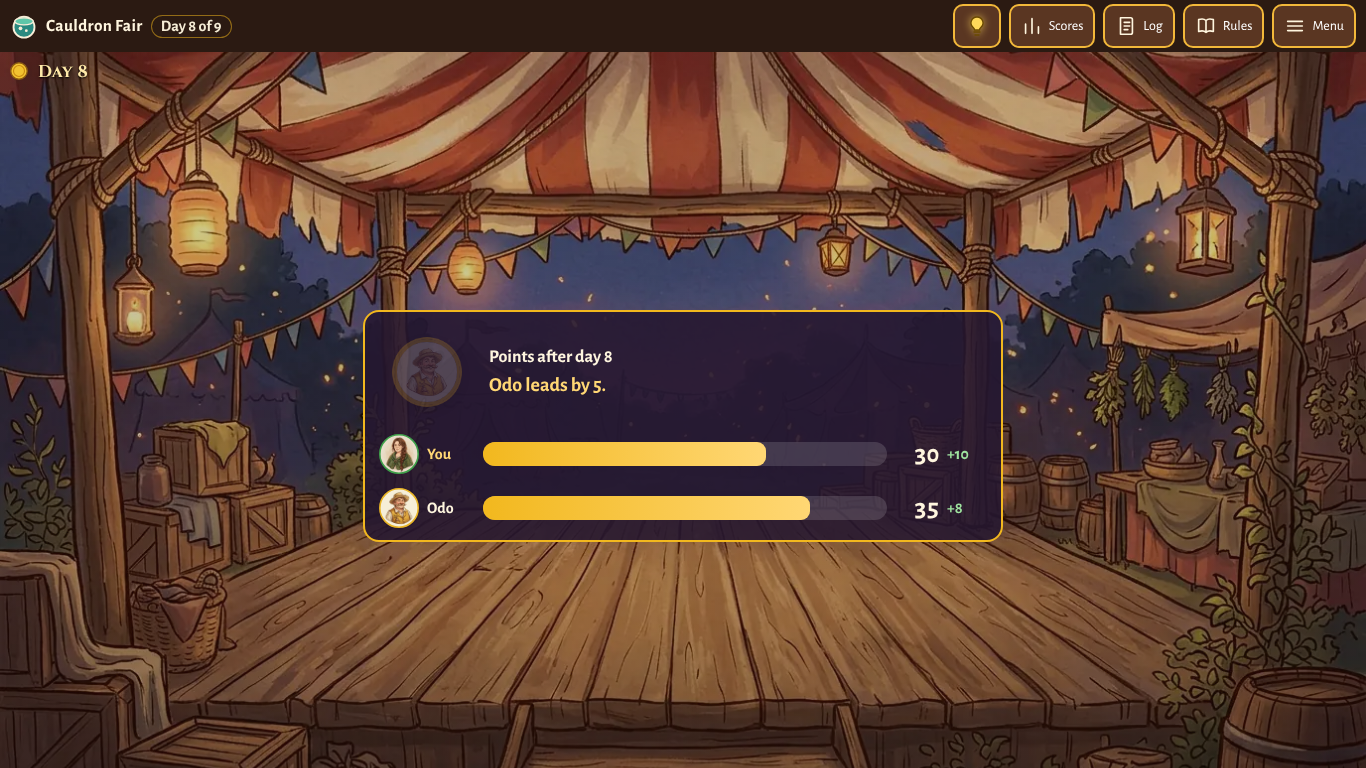 Cauldron Fair
Day 8 of 9
Scores
Log
Rules
Menu
Day 8
Points after day 8
Odo leads by 5.
You
30 +10
Odo
35 +8